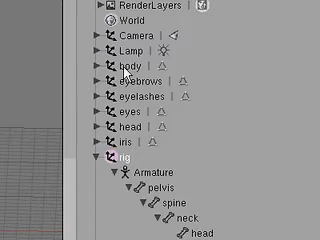 RenderLayers |
World
Camera |
Lamp |
body |
eyebrows |
eyelashes |
eyes |
head |
iris |
rig
Armature
pelvis
spine
neck
head